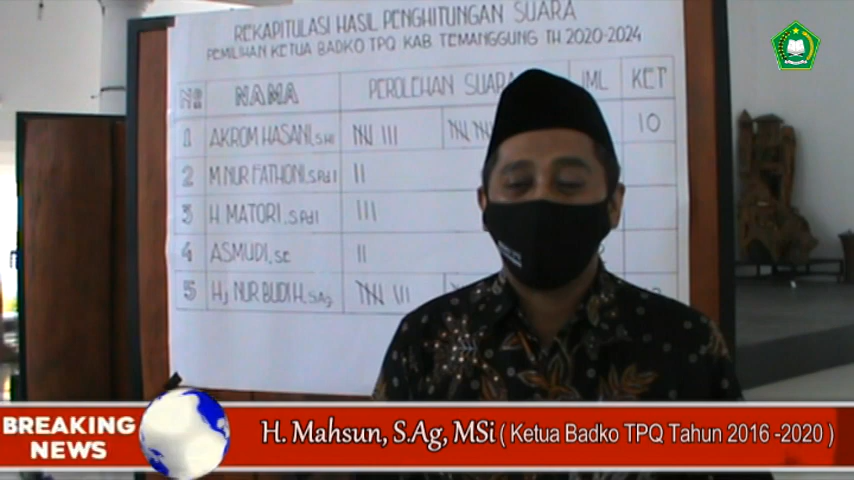 REKAPITULASI HASIL PENGHITUNGAN SUARA
PEMILIHAN KETUA BADKO TPQ KAB TEMANGGUNG TH 2020-2024
No NAMA PEROLEHAN SUARA JML KET
1 AKROM HASANI, S.HI 10
2 M NUR FATHONI, S.Pd I
3 H. MATORI, S.Pd I
4 ASMUDI, SE
5 Hj NUR BUDI H. S.Ag.
BREAKING
NEWS
H. Mahsun, S.Ag, MSi ( Ketua Badko TPQ Tahun 2016 -2020 )